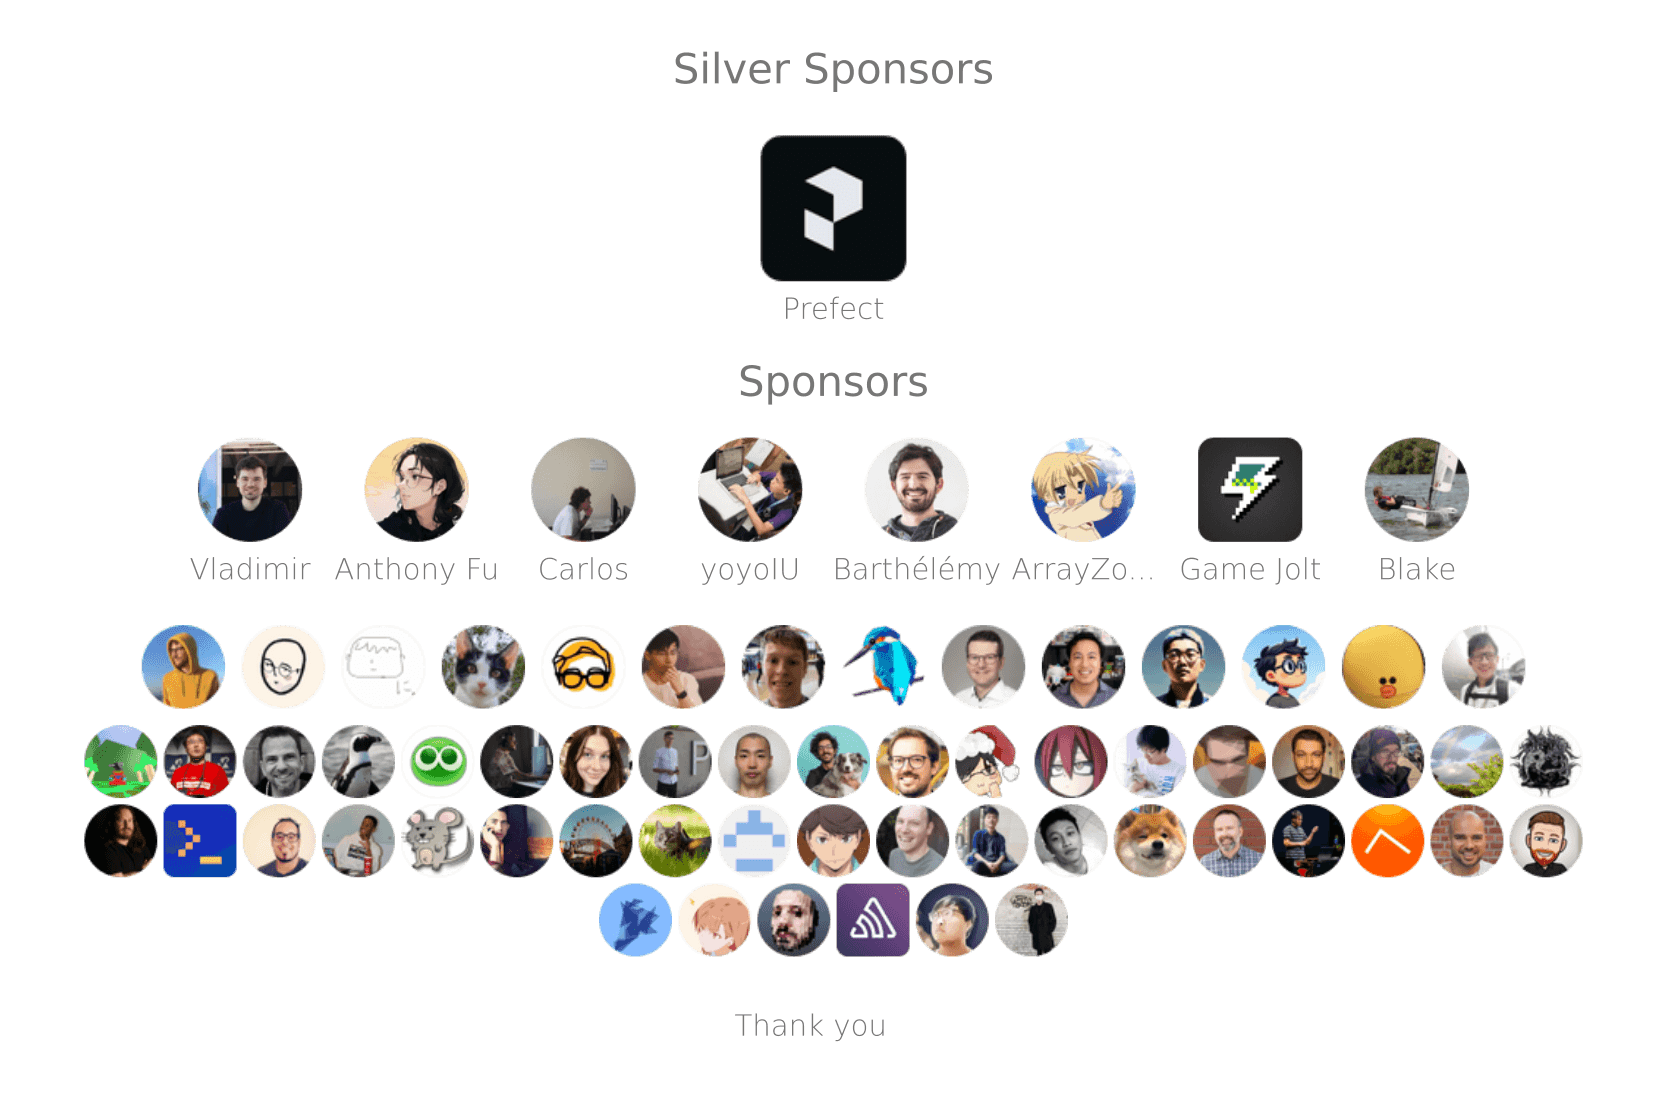 Silver Sponsors
Prefect
Sponsors
Vladimir Anthony Fu Carlos yoyoIU Barthélémy ArrayZo... Game Jolt Blake
Thank you